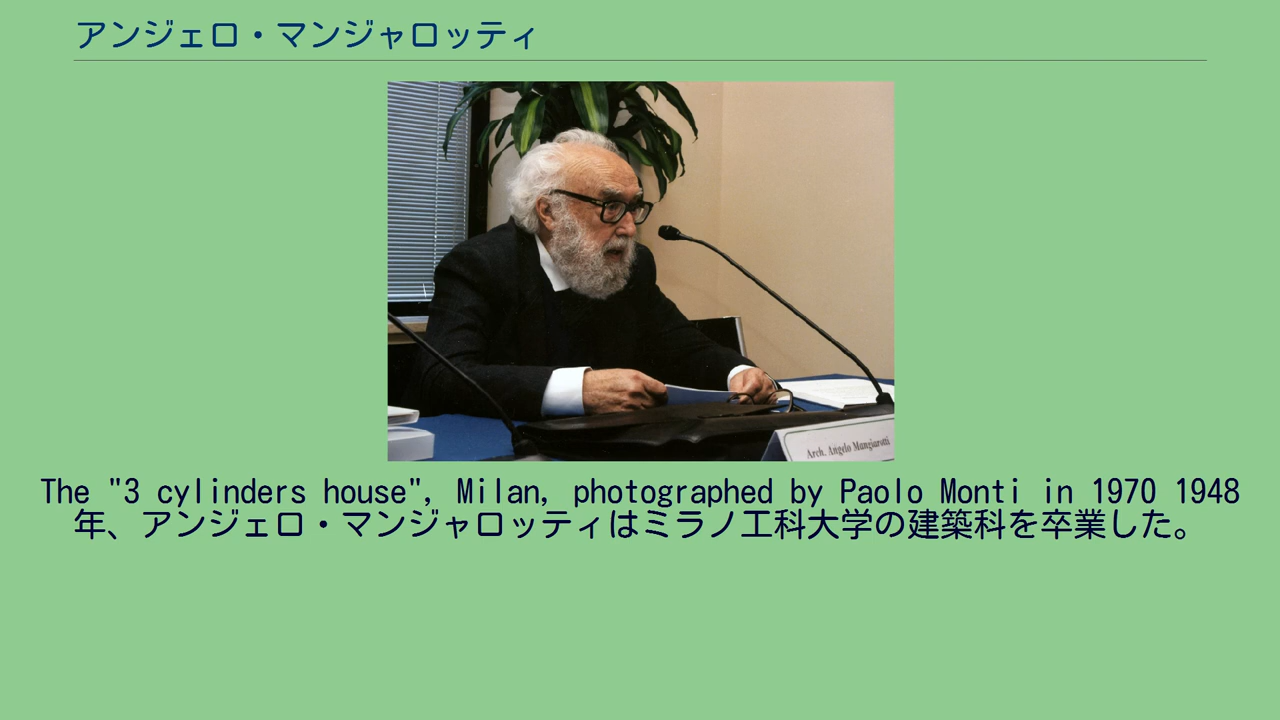 アンジェロ・マンジャロッティ
Arch. Angelo Mangiarotti
The "3 cylinders house", Milan, photographed by Paolo Monti in 1970 1948
年、アンジェロ・マンジャロッティはミラノ工科大学の建築科を卒業した。